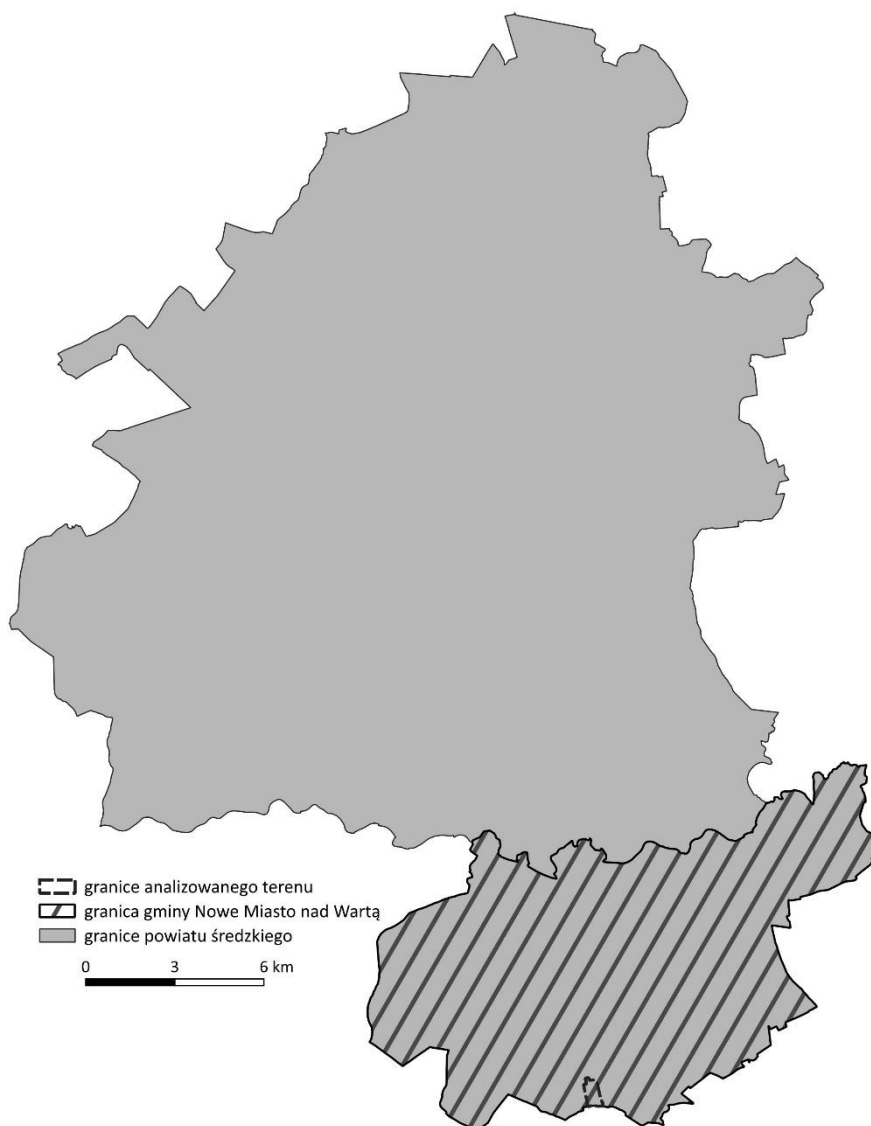 granice analizowanego terenu
granica gminy Nowe Miasto nad Wartą
granice powiatu średzkiego
0 3 6 km